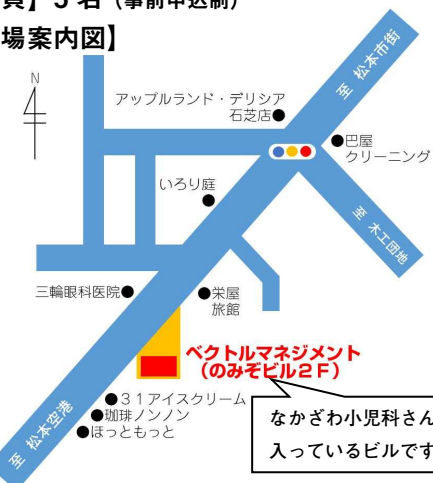 員】5名（事前申込制）
場案内図】
N
至 松本市街
アップルランド・デリシア
石芝店●
●巴屋
クリーニング
いろり庭
●
至 木工団地
三輪眼科医院●
●栄屋
旅館
ベクトルマネジメント
（のみぞビル２Ｆ）
●３１アイスクリーム
●珈琲ノンノン
●ほっともっと
至 松本空港
なかざわ小児科さん
入っているビルです